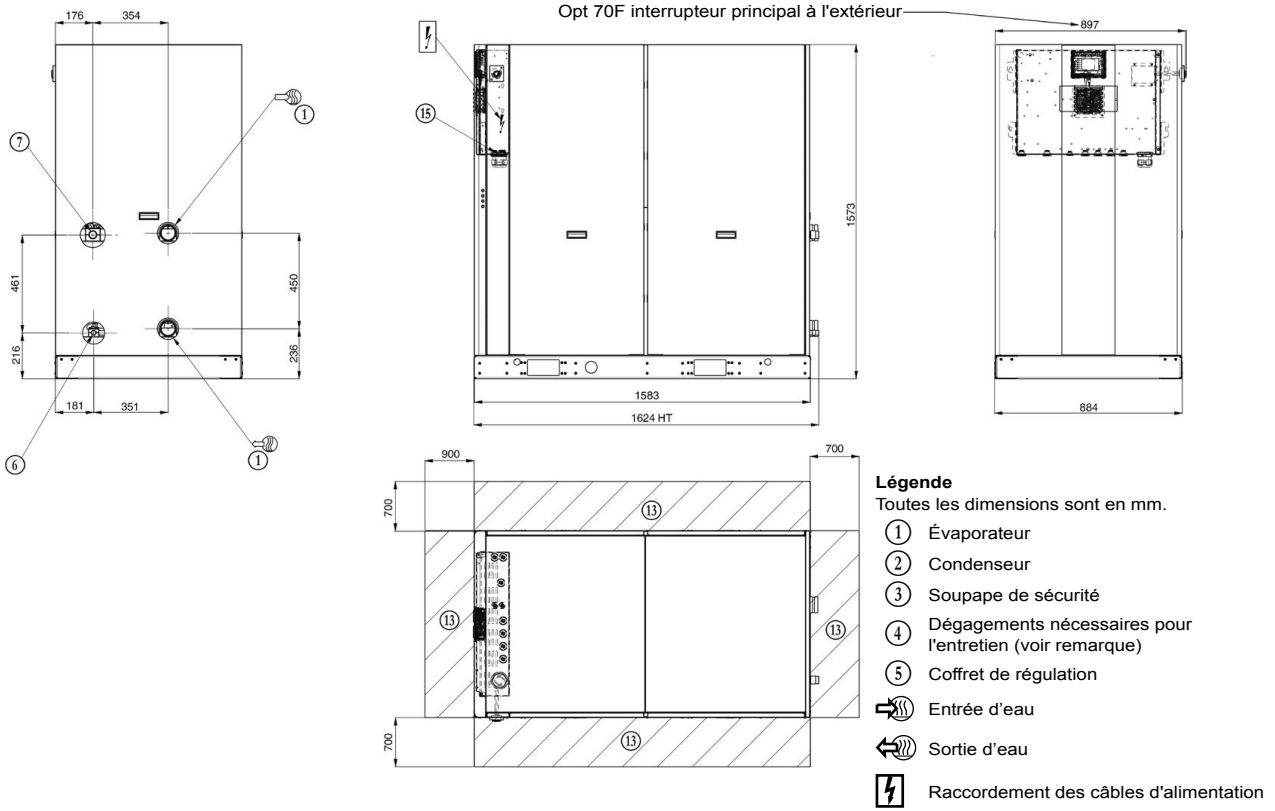 Opt 70F interrupteur principal à l'extérieur
176
354
897
1
7
15
1573
461
450
216
236
181
351
1583
1624 HT
884
6
1
900
700
700
13
13
13
700
13
Légende
Toutes les dimensions sont en mm.
1 Évaporateur
2 Condenseur
3 Soupape de sécurité
4 Dégagements nécessaires pour
l'entretien (voir remarque)
5 Coffret de régulation
Entrée d’eau
Sortie d’eau
Raccordement des câbles d'alimentation